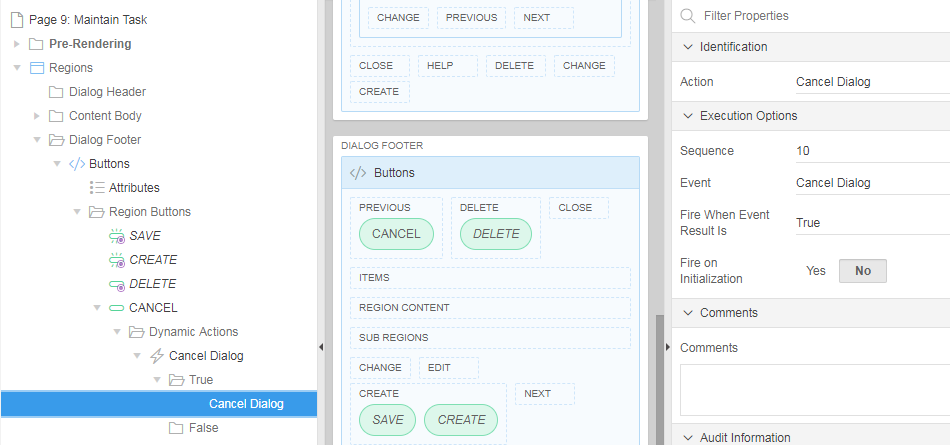 Page 9: Maintain Task
Pre-Rendering
Regions
Dialog Header
Content Body
Dialog Footer
Buttons
Attributes
Region Buttons
SAVE
CREATE
DELETE
CANCEL
Dynamic Actions
Cancel Dialog
True
Cancel Dialog
False
CHANGE PREVIOUS NEXT
CLOSE HELP DELETE CHANGE
CREATE
DIALOG FOOTER
Buttons
PREVIOUS DELETE CLOSE
CANCEL DELETE
ITEMS
REGION CONTENT
SUB REGIONS
CHANGE EDIT
CREATE NEXT
SAVE CREATE
Filter Properties
Identification
Action Cancel Dialog
Execution Options
Sequence 10
Event Cancel Dialog
Fire When Event
Result Is True
Fire on
Initialization Yes No
Comments
Comments
Audit Information